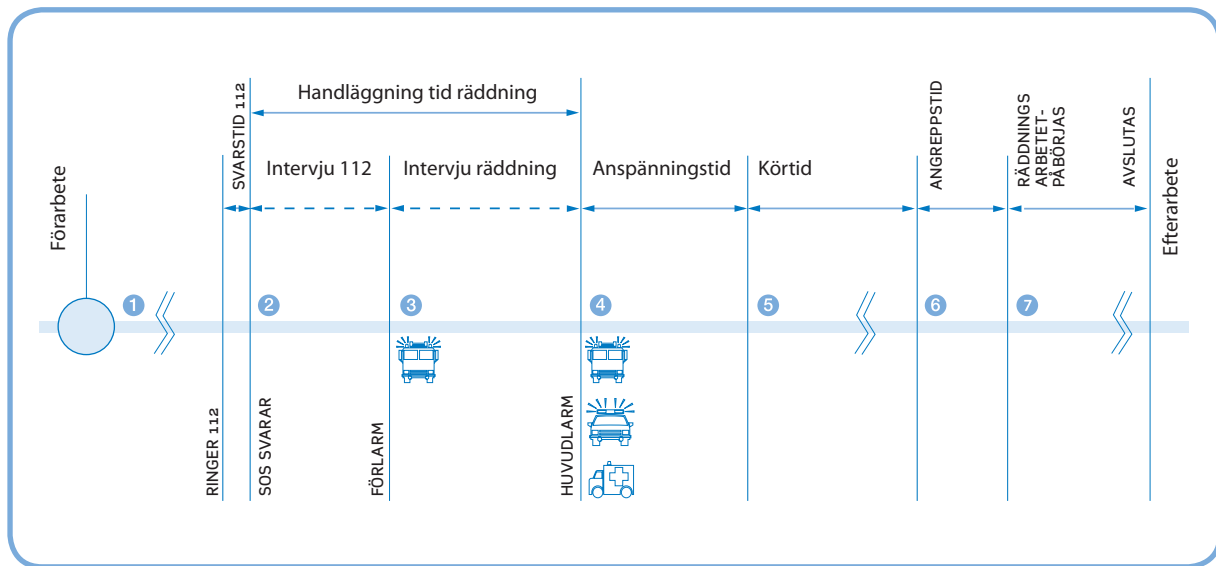 Handläggning tid räddning
Förarbete
SVARSTID 112
Intervju 112
Intervju räddning
Anspänningstid
Körtid
ANGREPPSTID
RÄDDNINGS
ARBETET-
PÅBÖRJAS
AVSLUTAS
Efterarbete
1
2
3
4
5
6
7
RINGER 112
SOS SVARAR
FÖRLARM
HUVUDLARM